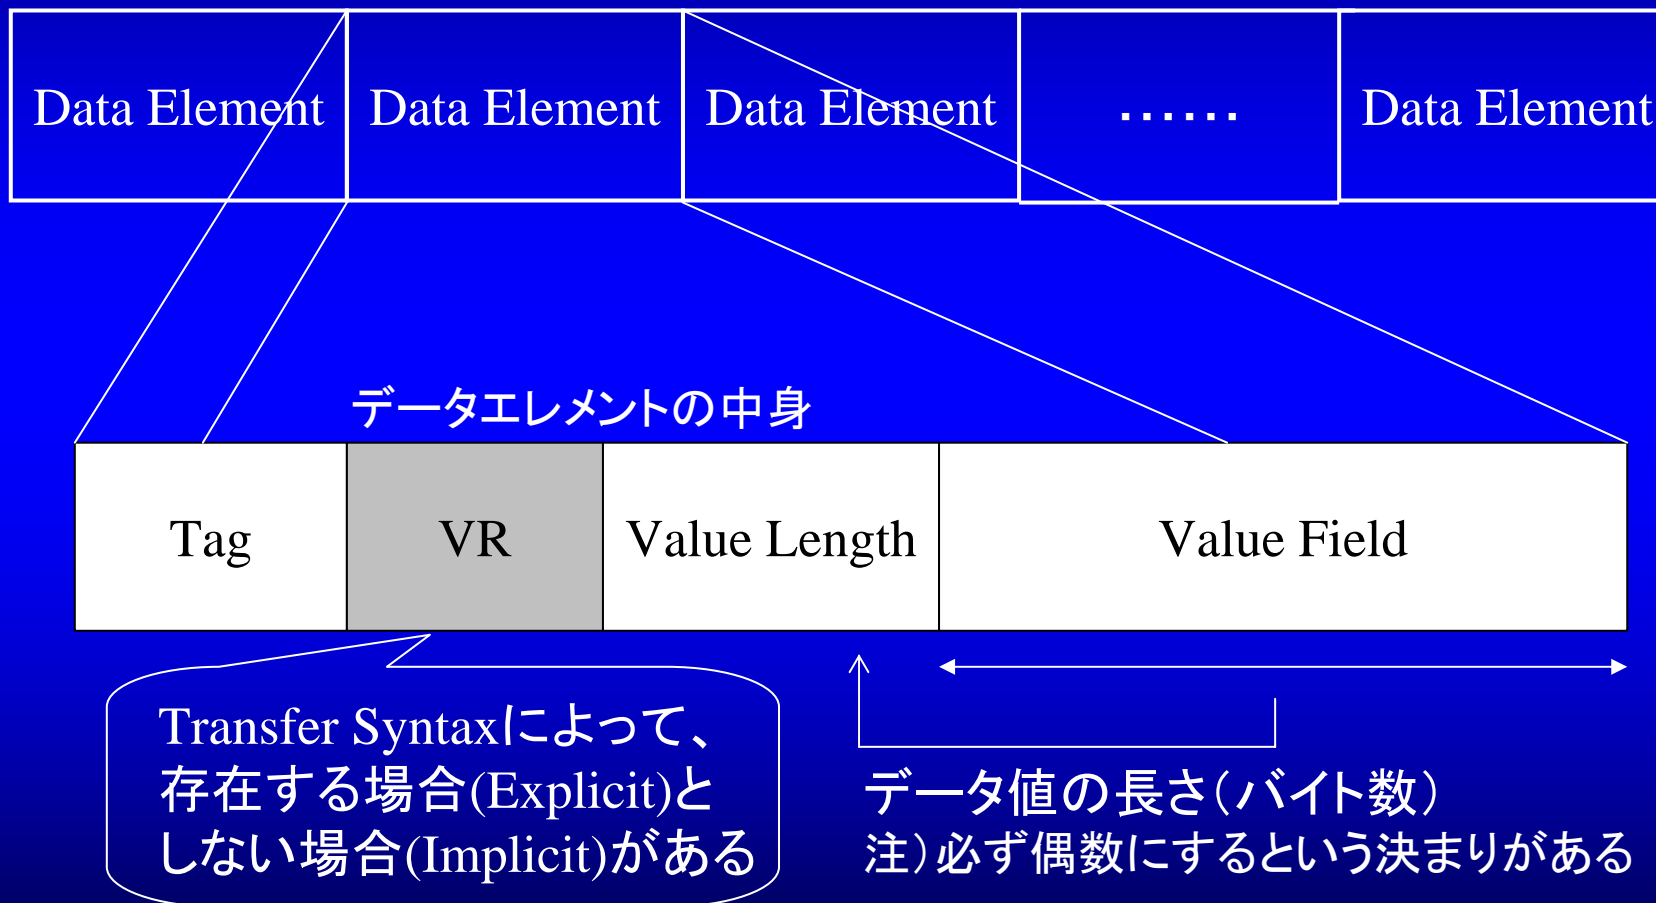 Data Element Data Element Data Element ・・・・・・ Data Element
データエレメントの中身
Tag VR Value Length Value Field
Transfer Syntaxによって、
存在する場合(Explicit)と
しない場合(Implicit)がある
データ値の長さ（バイト数）
注）必ず偶数にするという決まりがある